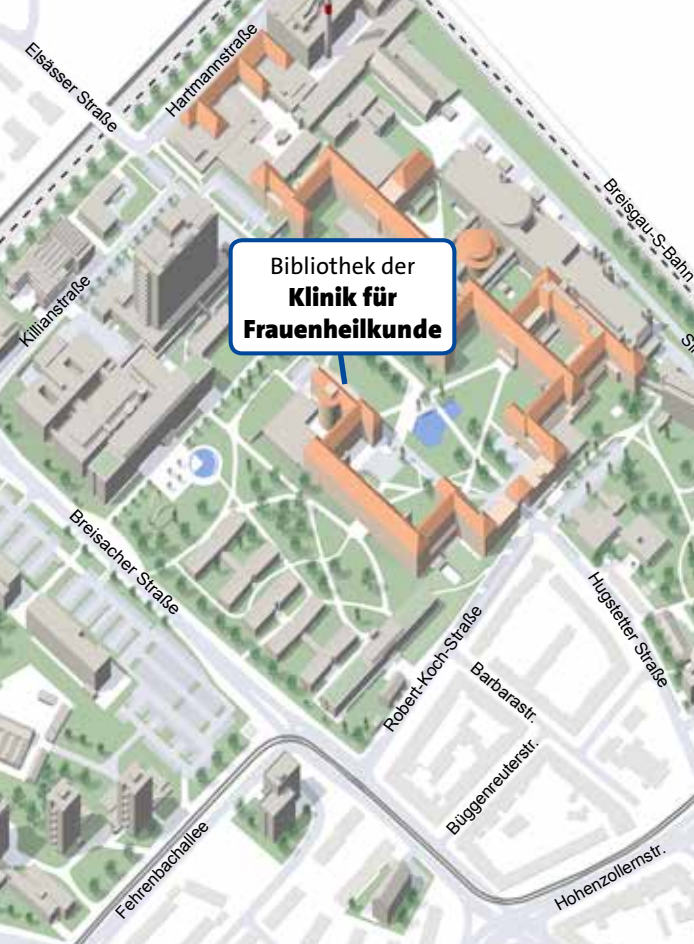 Elsässer Straße
Hartmannstraße
Breisgau-S-Bahn
Killianstraße
Bibliothek der
Klinik für
Frauenheilkunde
Breisacher Straße
Hugstetter Straße
Robert-Koch-Straße
Barbarastr.
Büggenreuterstr.
Fehrenbachallee
Hohenzollernstr.